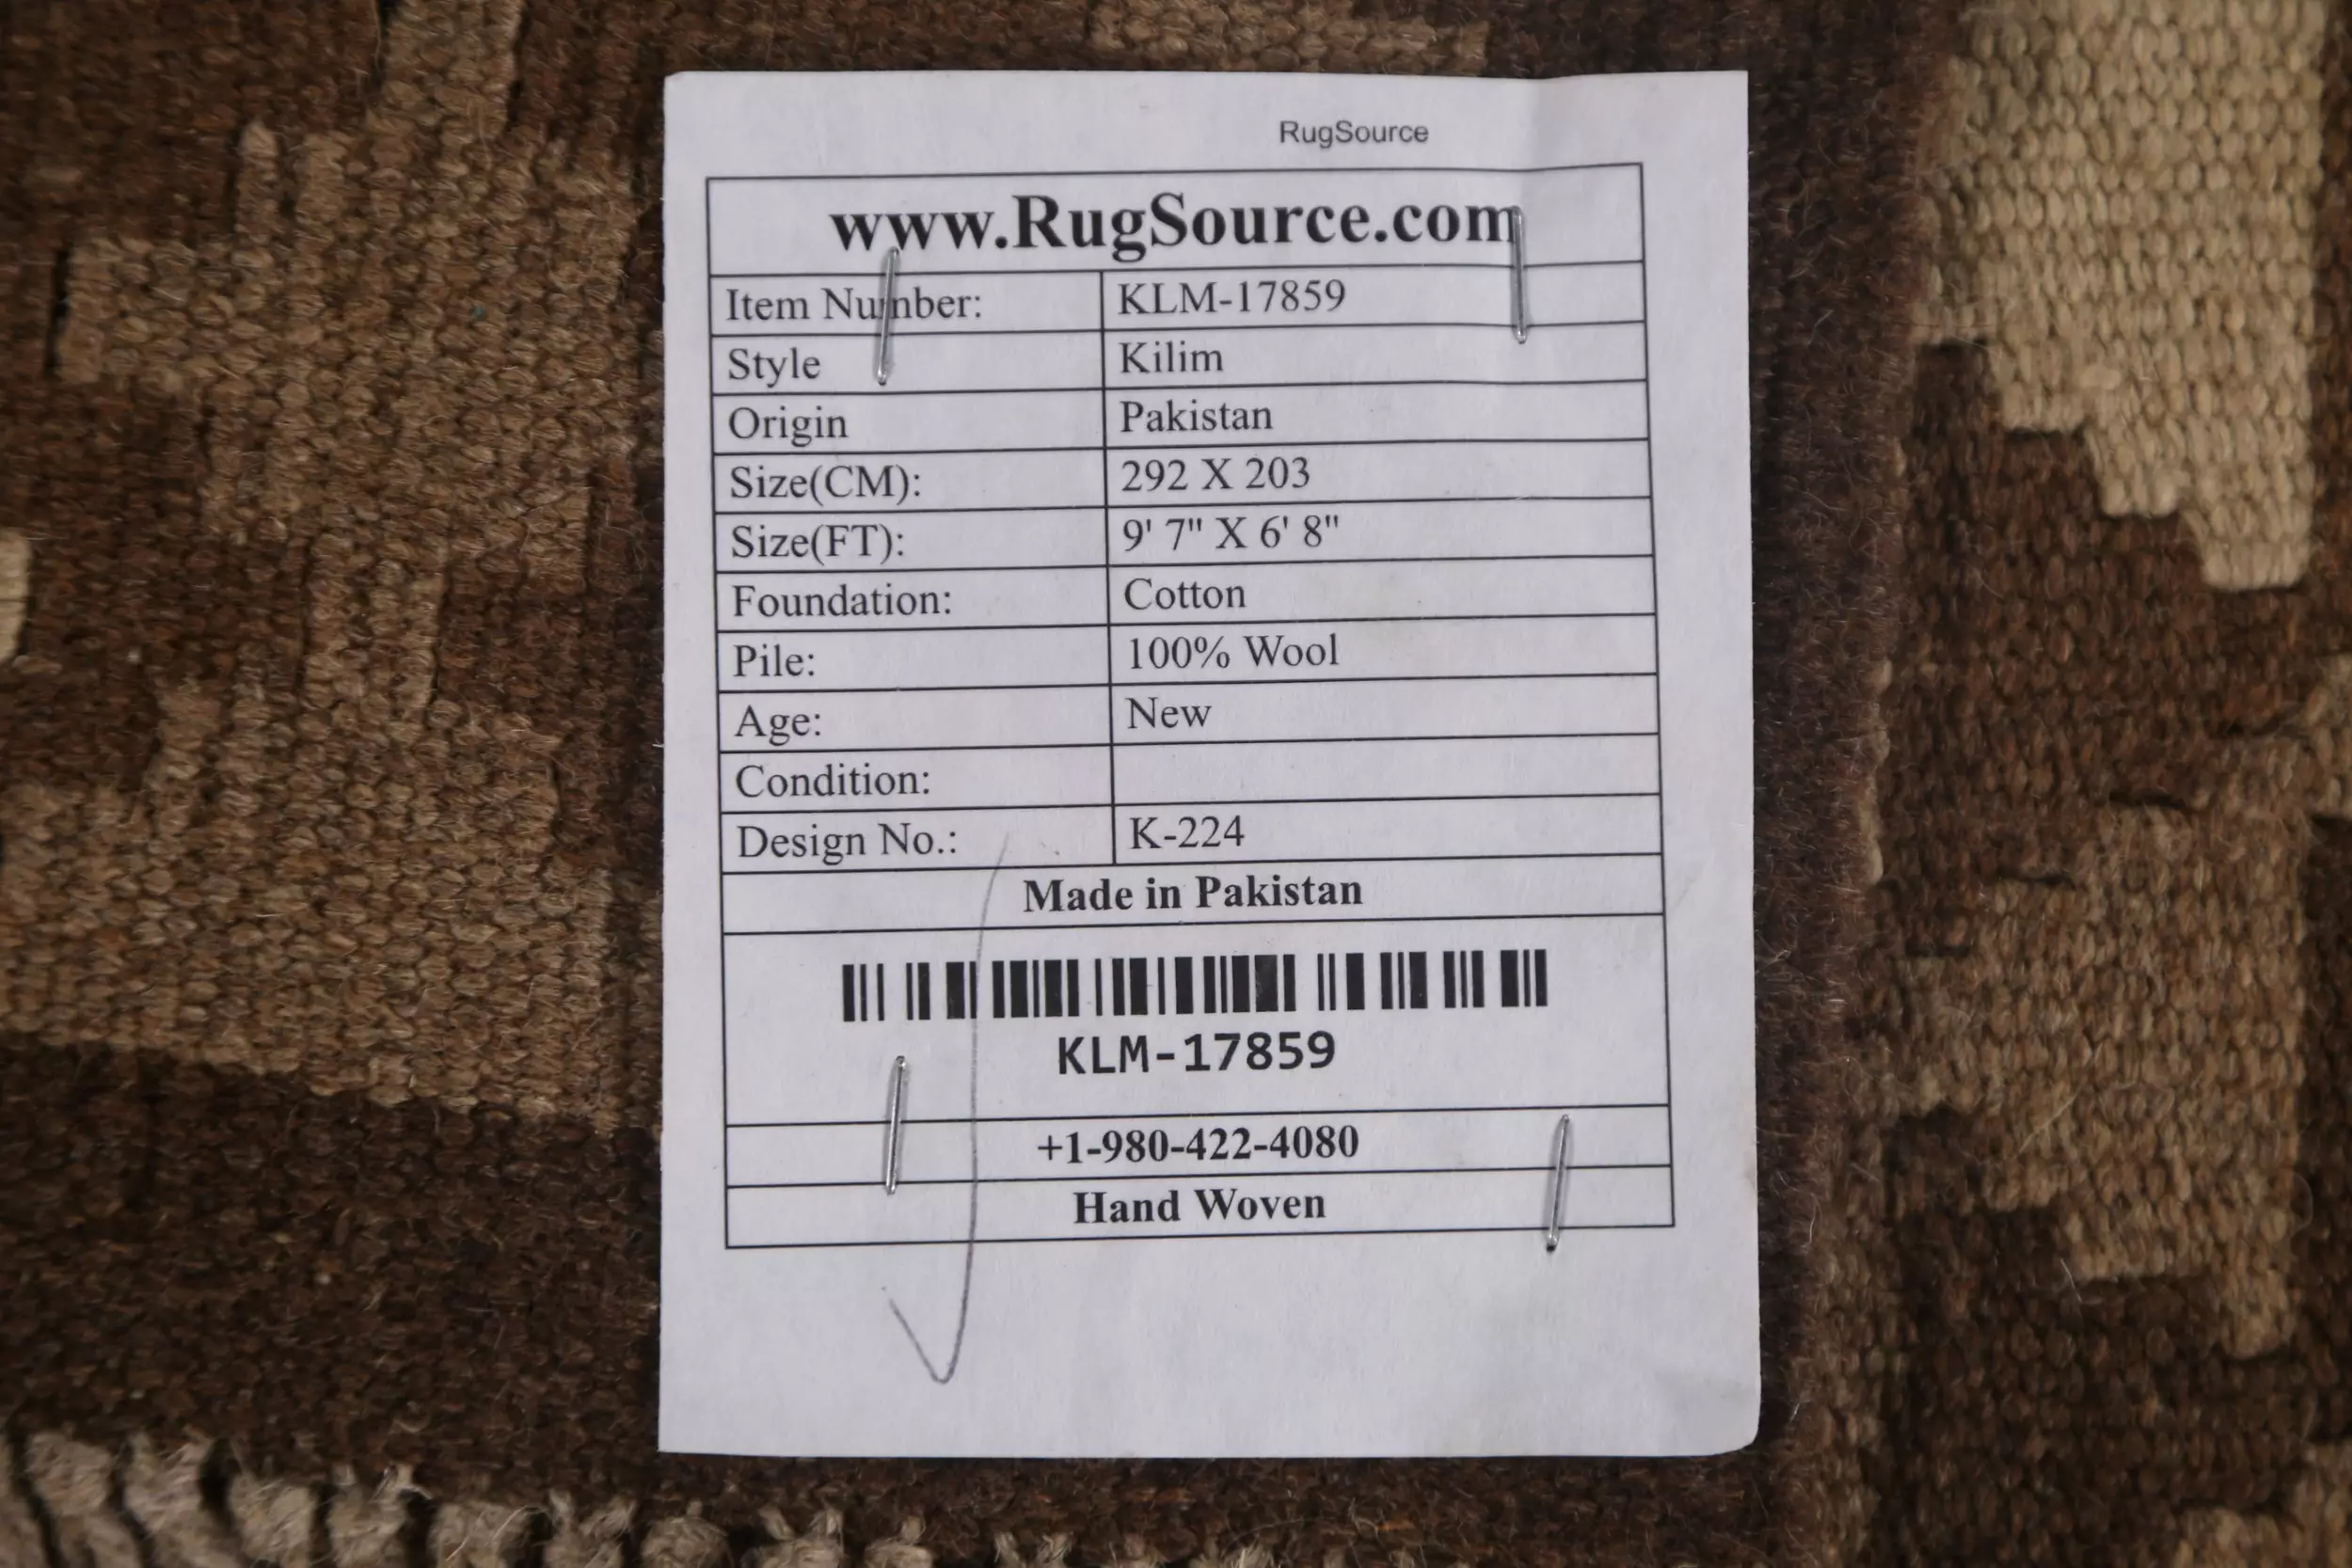 RugSource
www.RugSource.com
Item Number: KLM-17859
Style Kilim
Origin Pakistan
Size(CM): 292 X 203
Size(FT): 9' 7" X 6' 8"
Foundation: Cotton
Pile: 100% Wool
Age: New
Condition:
Design No.: K-224
Made in Pakistan
KLM-17859
+1-980-422-4080
Hand Woven